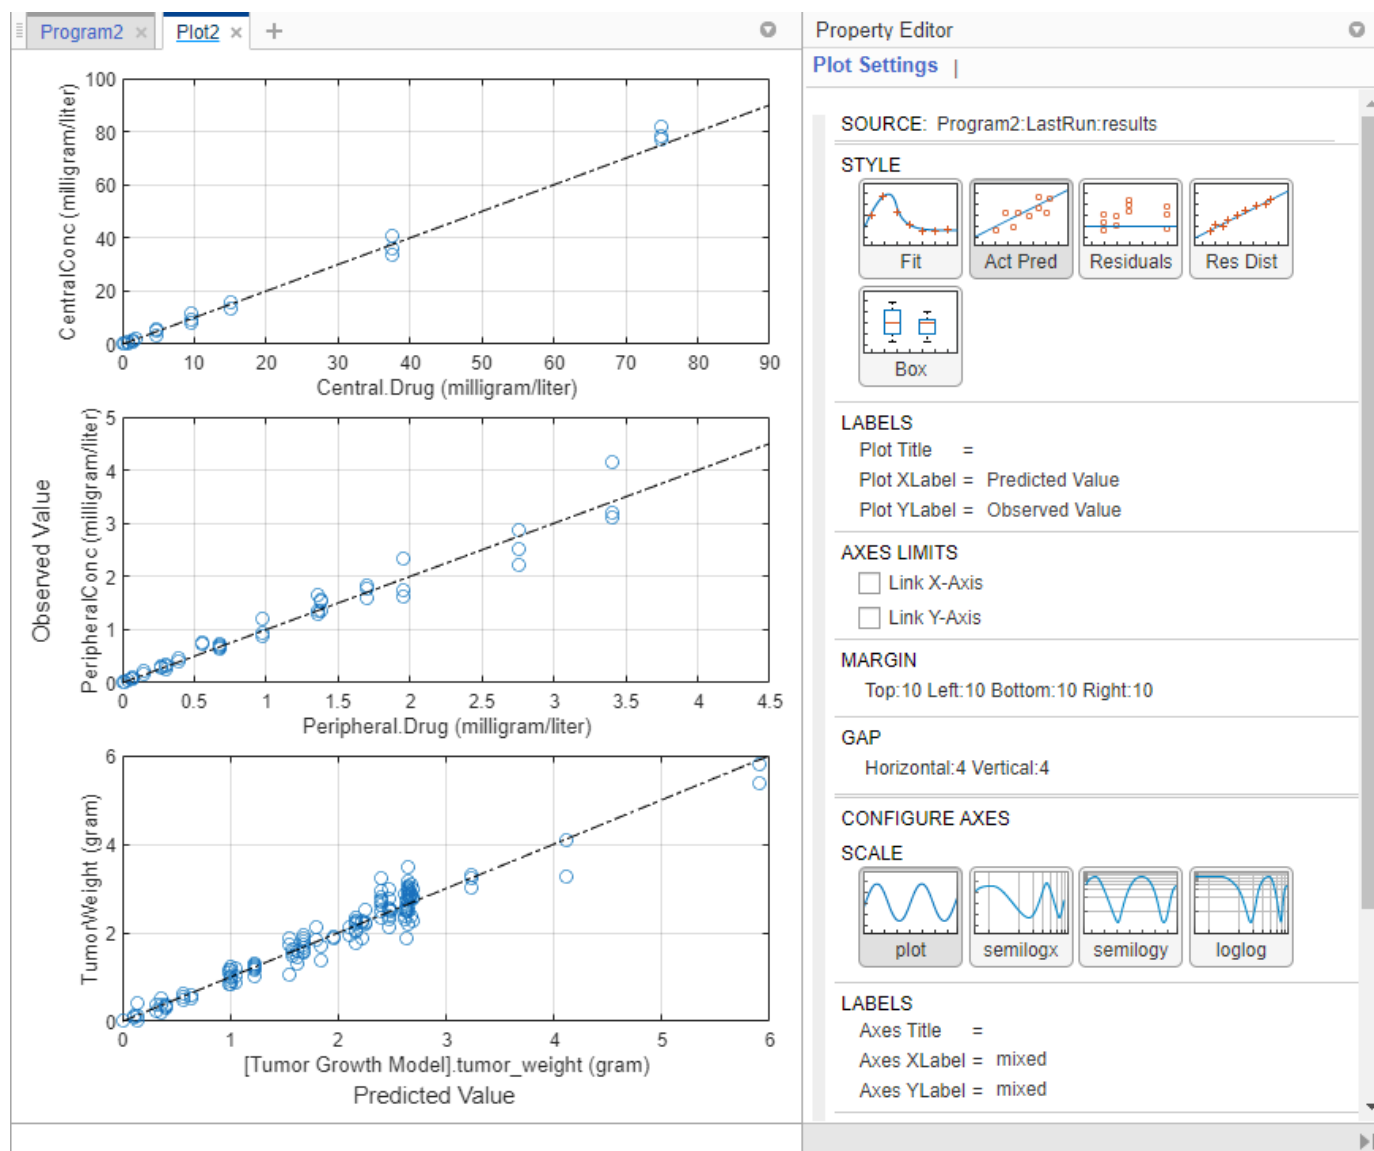 Program2 × Plot2 × +
100
80
60
40
20
0
CentralConc (milligram/liter)
0 10 20 30 40 50 60 70 80 90
Central.Drug (milligram/liter)
Observed Value
5
4
3
2
1
0
PeripheralConc (milligram/liter)
0 0.5 1 1.5 2 2.5 3 3.5 4 4.5
Peripheral.Drug (milligram/liter)
6
4
2
0
TumorWeight (gram)
0 1 2 3 4 5 6
[Tumor Growth Model].tumor_weight (gram)
Predicted Value
Property Editor
Plot Settings |
SOURCE: Program2:LastRun:results
STYLE
Fit Act Pred Residuals Res Dist
Box
LABELS
Plot Title =
Plot XLabel = Predicted Value
Plot YLabel = Observed Value
AXES LIMITS
Link X-Axis
Link Y-Axis
MARGIN
Top:10 Left:10 Bottom:10 Right:10
GAP
Horizontal:4 Vertical:4
CONFIGURE AXES
SCALE
plot semilogx semilogy loglog
LABELS
Axes Title =
Axes XLabel = mixed
Axes YLabel = mixed